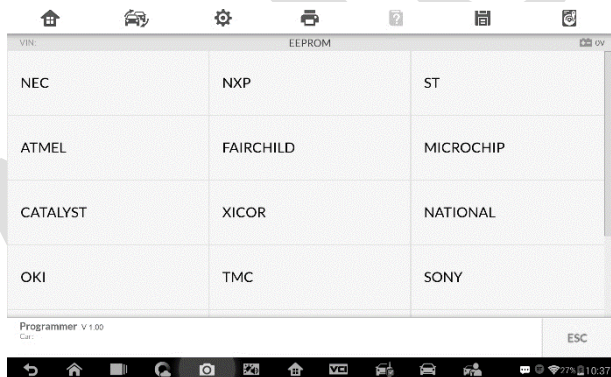 VIN: EEPROM 0V
NEC NXP ST
ATMEL FAIRCHILD MICROCHIP
CATALYST XICOR NATIONAL
OKI TMC SONY
Programmer V 1.00
Car:
ESC
27% 10:37